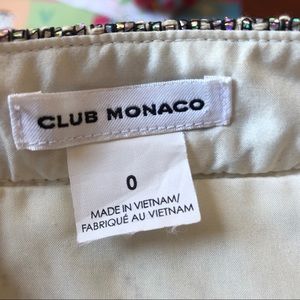 CLUB MONACO
0
MADE IN VIETNAM/
FABRIQUÉ AU VIETNAM